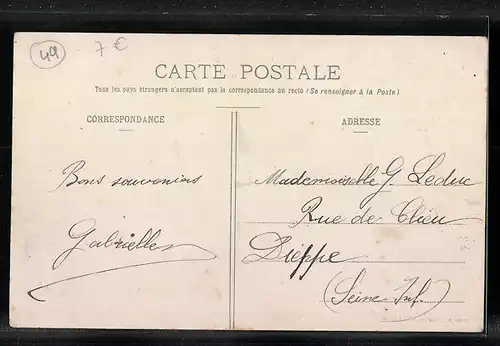 44
7 €
CARTE POSTALE
Tous les pays étrangers n'acceptent pas la correspondance au recto (Se renseigner à la Poste)
CORRESPONDANCE
ADRESSE
Bons souvenirs
Gabrielle
Mademoiselle G. Leduc
Rue de Clieu
Dieppe
(Seine Inf.)